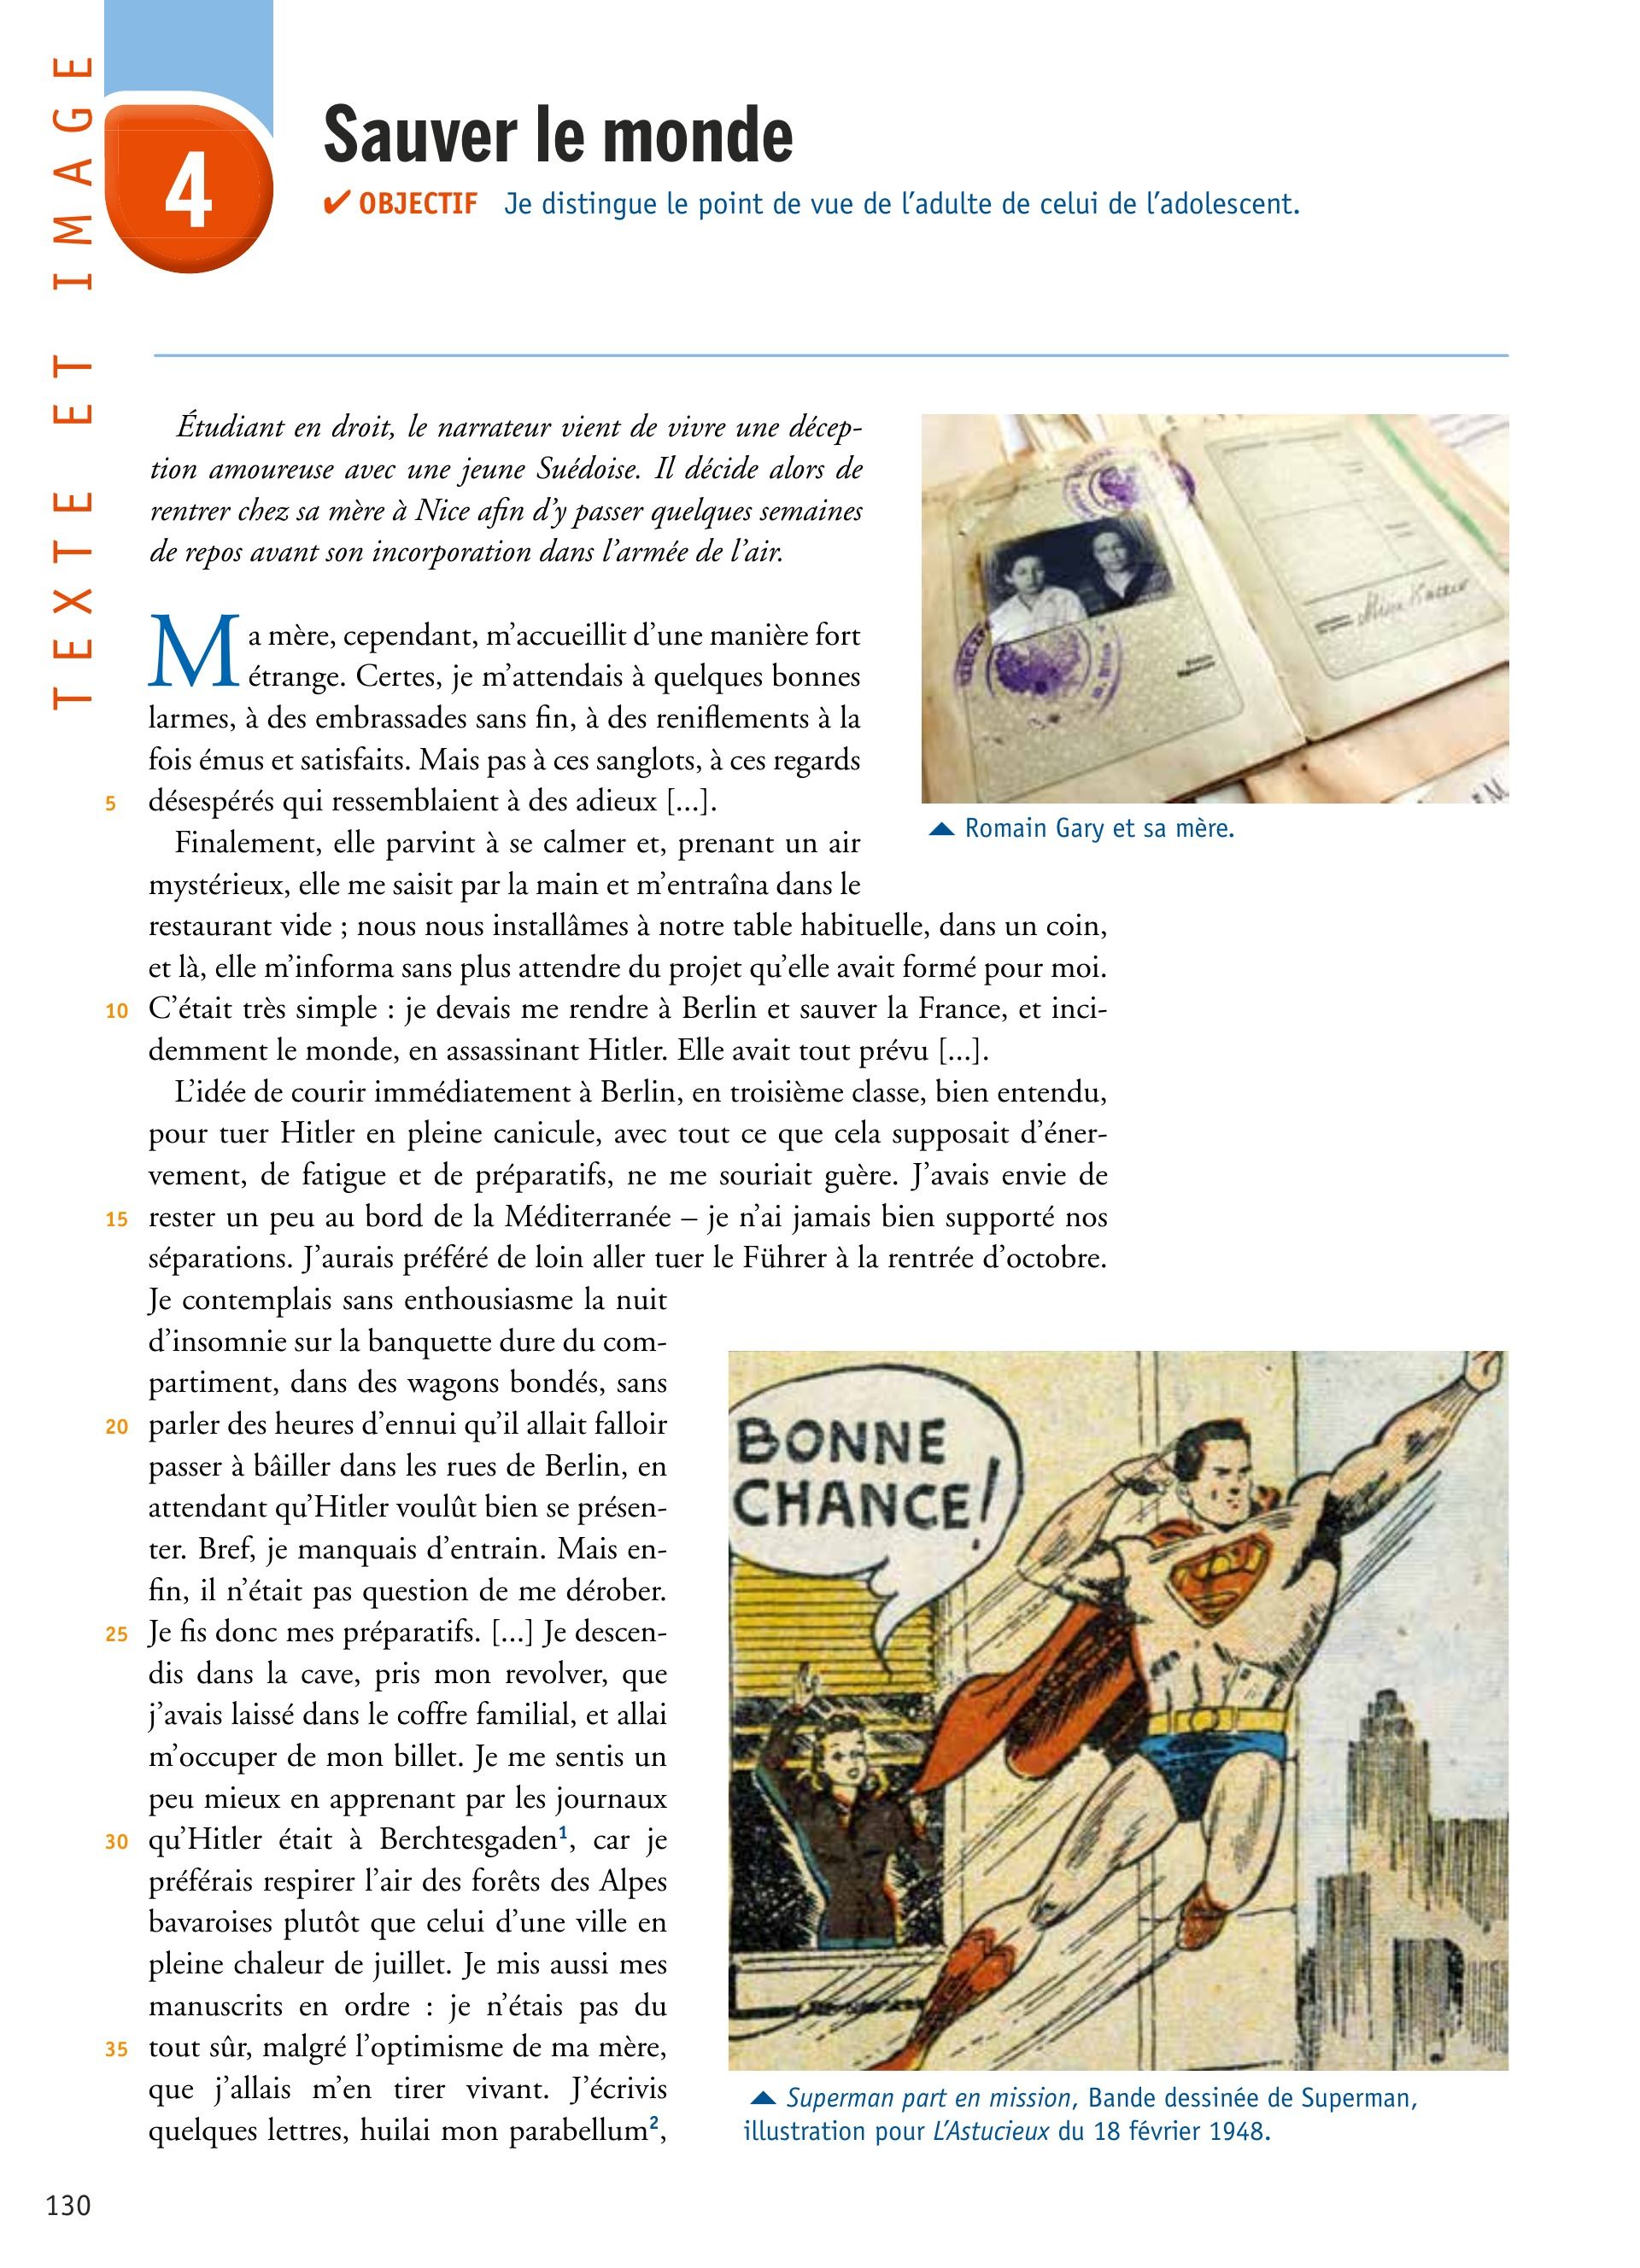 TEXTE ET IMAGE
4
Sauver le monde
✔ OBJECTIF Je distingue le point de vue de l’adulte de celui de l’adolescent.
Étudiant en droit, le narrateur vient de vivre une décep-
tion amoureuse avec une jeune Suédoise. Il décide alors de
rentrer chez sa mère à Nice afin d’y passer quelques semaines
de repos avant son incorporation dans l’armée de l’air.
Ma mère, cependant, m’accueillit d’une manière fort
étrange. Certes, je m’attendais à quelques bonnes
larmes, à des embrassades sans fin, à des reniflements à la
fois émus et satisfaits. Mais pas à ces sanglots, à ces regards
5 désespérés qui ressemblaient à des adieux [...].
Finalement, elle parvint à se calmer et, prenant un air
mystérieux, elle me saisit par la main et m’entraîna dans le
restaurant vide ; nous nous installâmes à notre table habituelle, dans un coin,
et là, elle m’informa sans plus attendre du projet qu’elle avait formé pour moi.
10 C’était très simple : je devais me rendre à Berlin et sauver la France, et inci-
demment le monde, en assassinant Hitler. Elle avait tout prévu [...].
L’idée de courir immédiatement à Berlin, en troisième classe, bien entendu,
pour tuer Hitler en pleine canicule, avec tout ce que cela supposait d’éner-
vement, de fatigue et de préparatifs, ne me souriait guère. J’avais envie de
15 rester un peu au bord de la Méditerranée – je n’ai jamais bien supporté nos
séparations. J’aurais préféré de loin aller tuer le Führer à la rentrée d’octobre.
Je contemplais sans enthousiasme la nuit
d’insomnie sur la banquette dure du com-
partiment, dans des wagons bondés, sans
20 parler des heures d’ennui qu’il allait falloir
passer à bâiller dans les rues de Berlin, en
attendant qu’Hitler voulût bien se présen-
ter. Bref, je manquais d’entrain. Mais en-
fin, il n’était pas question de me dérober.
25 Je fis donc mes préparatifs. [...] Je descen-
dis dans la cave, pris mon revolver, que
j’avais laissé dans le coffre familial, et allai
m’occuper de mon billet. Je me sentis un
peu mieux en apprenant par les journaux
30 qu’Hitler était à Berchtesgaden¹, car je
préférais respirer l’air des forêts des Alpes
bavaroises plutôt que celui d’une ville en
pleine chaleur de juillet. Je mis aussi mes
manuscrits en ordre : je n’étais pas du
35 tout sûr, malgré l’optimisme de ma mère,
que j’allais m’en tirer vivant. J’écrivis
quelques lettres, huilai mon parabellum²,
▲ Romain Gary et sa mère.
BONNE
CHANCE!
▲ Superman part en mission, Bande dessinée de Superman,
illustration pour L’Astucieux du 18 février 1948.
130